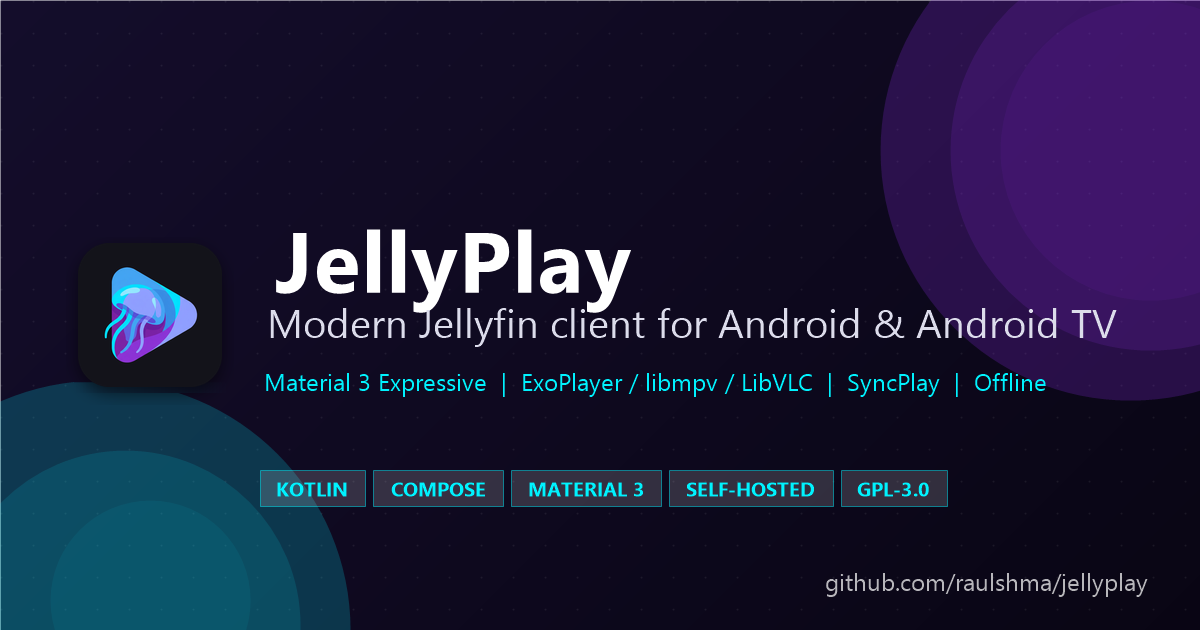 JellyPlay
Modern Jellyfin client for Android & Android TV
Material 3 Expressive | ExoPlayer / libmpv / LibVLC | SyncPlay | Offline
KOTLIN COMPOSE MATERIAL 3 SELF-HOSTED GPL-3.0
github.com/raulshma/jellyplay